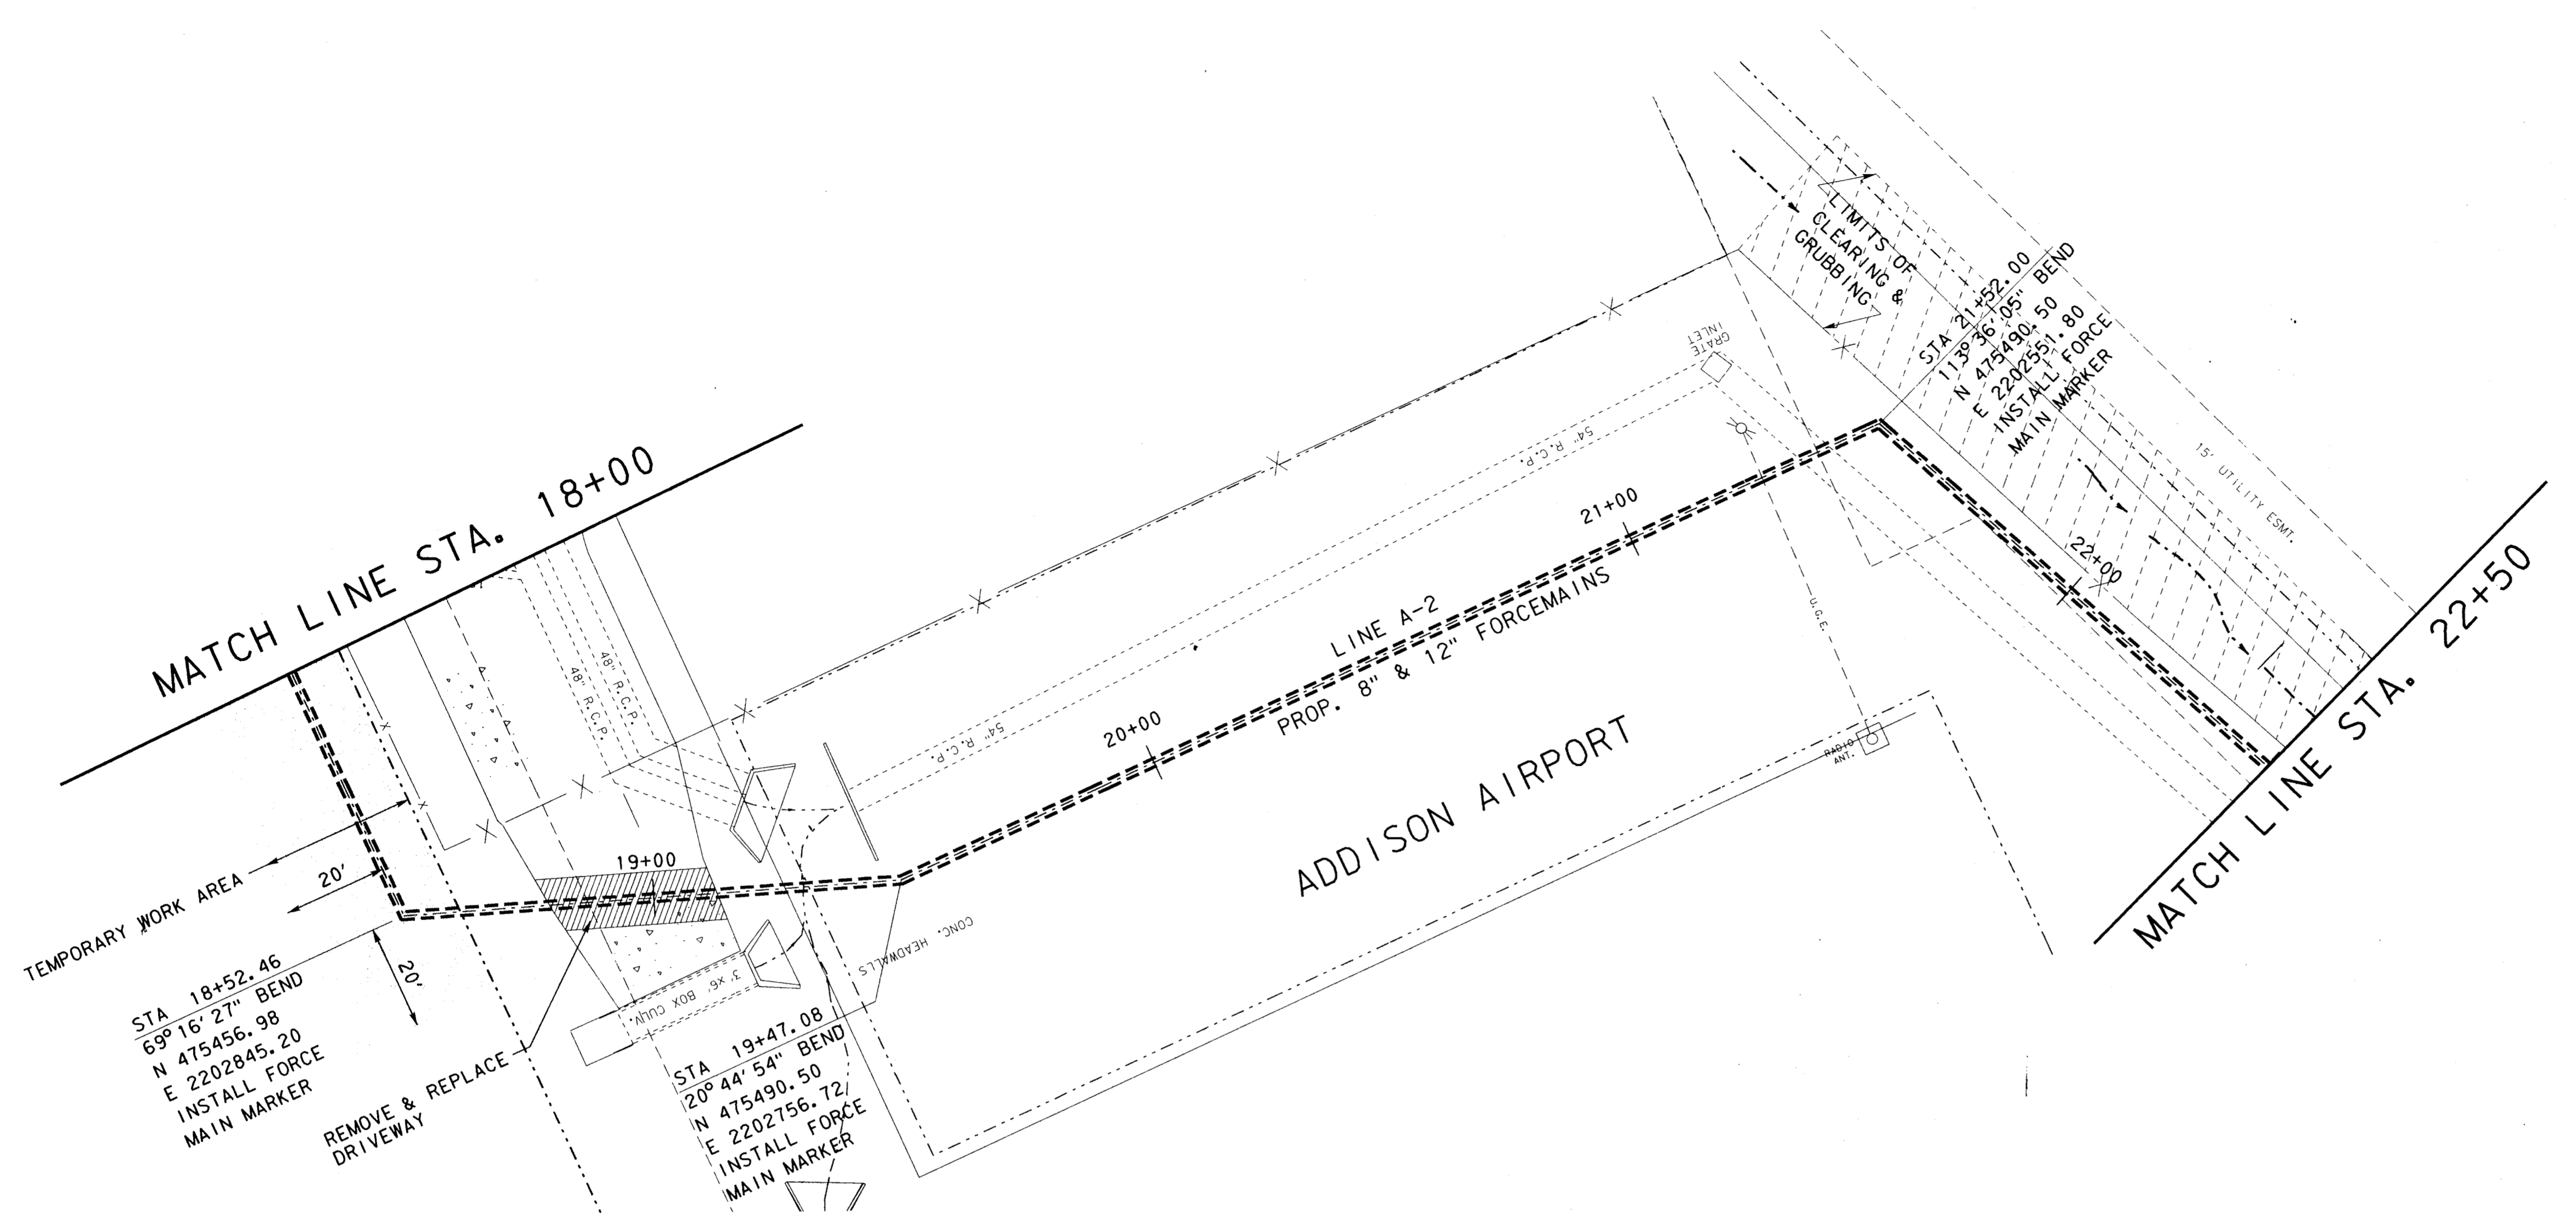 MATCH LINE STA. 18+00
48" R.C.P.
48" R.C.P.
TEMPORARY WORK AREA
20'
20'
STA 18+52.46
69° 16' 27" BEND
N 475456.98
E 2202845.20
INSTALL FORCE
MAIN MARKER
REMOVE & REPLACE
DRIVEWAY
19+00
3' x6' BOX CULV.
STA 19+47.08
20° 44' 54" BEND
N 475490.50
E 2202756.72
INSTALL FORCE
MAIN MARKER
CONC. HEADWALLS
54" R.C.P.
20+00
LINE A-2
PROP. 8" & 12" FORCEMAINS
21+00
ADDISON AIRPORT
54" R.C.P.
GRATE
INLET
U.G.E.
RADIO
ANT.
LIMITS OF
CLEARING &
GRUBBING
STA 21+52.00
113° 36' 05" BEND
N 475490.50
E 2202551.80
INSTALL FORCE
MAIN MARKER
22+00
15' UTILITY ESMT.
MATCH LINE STA. 22+50